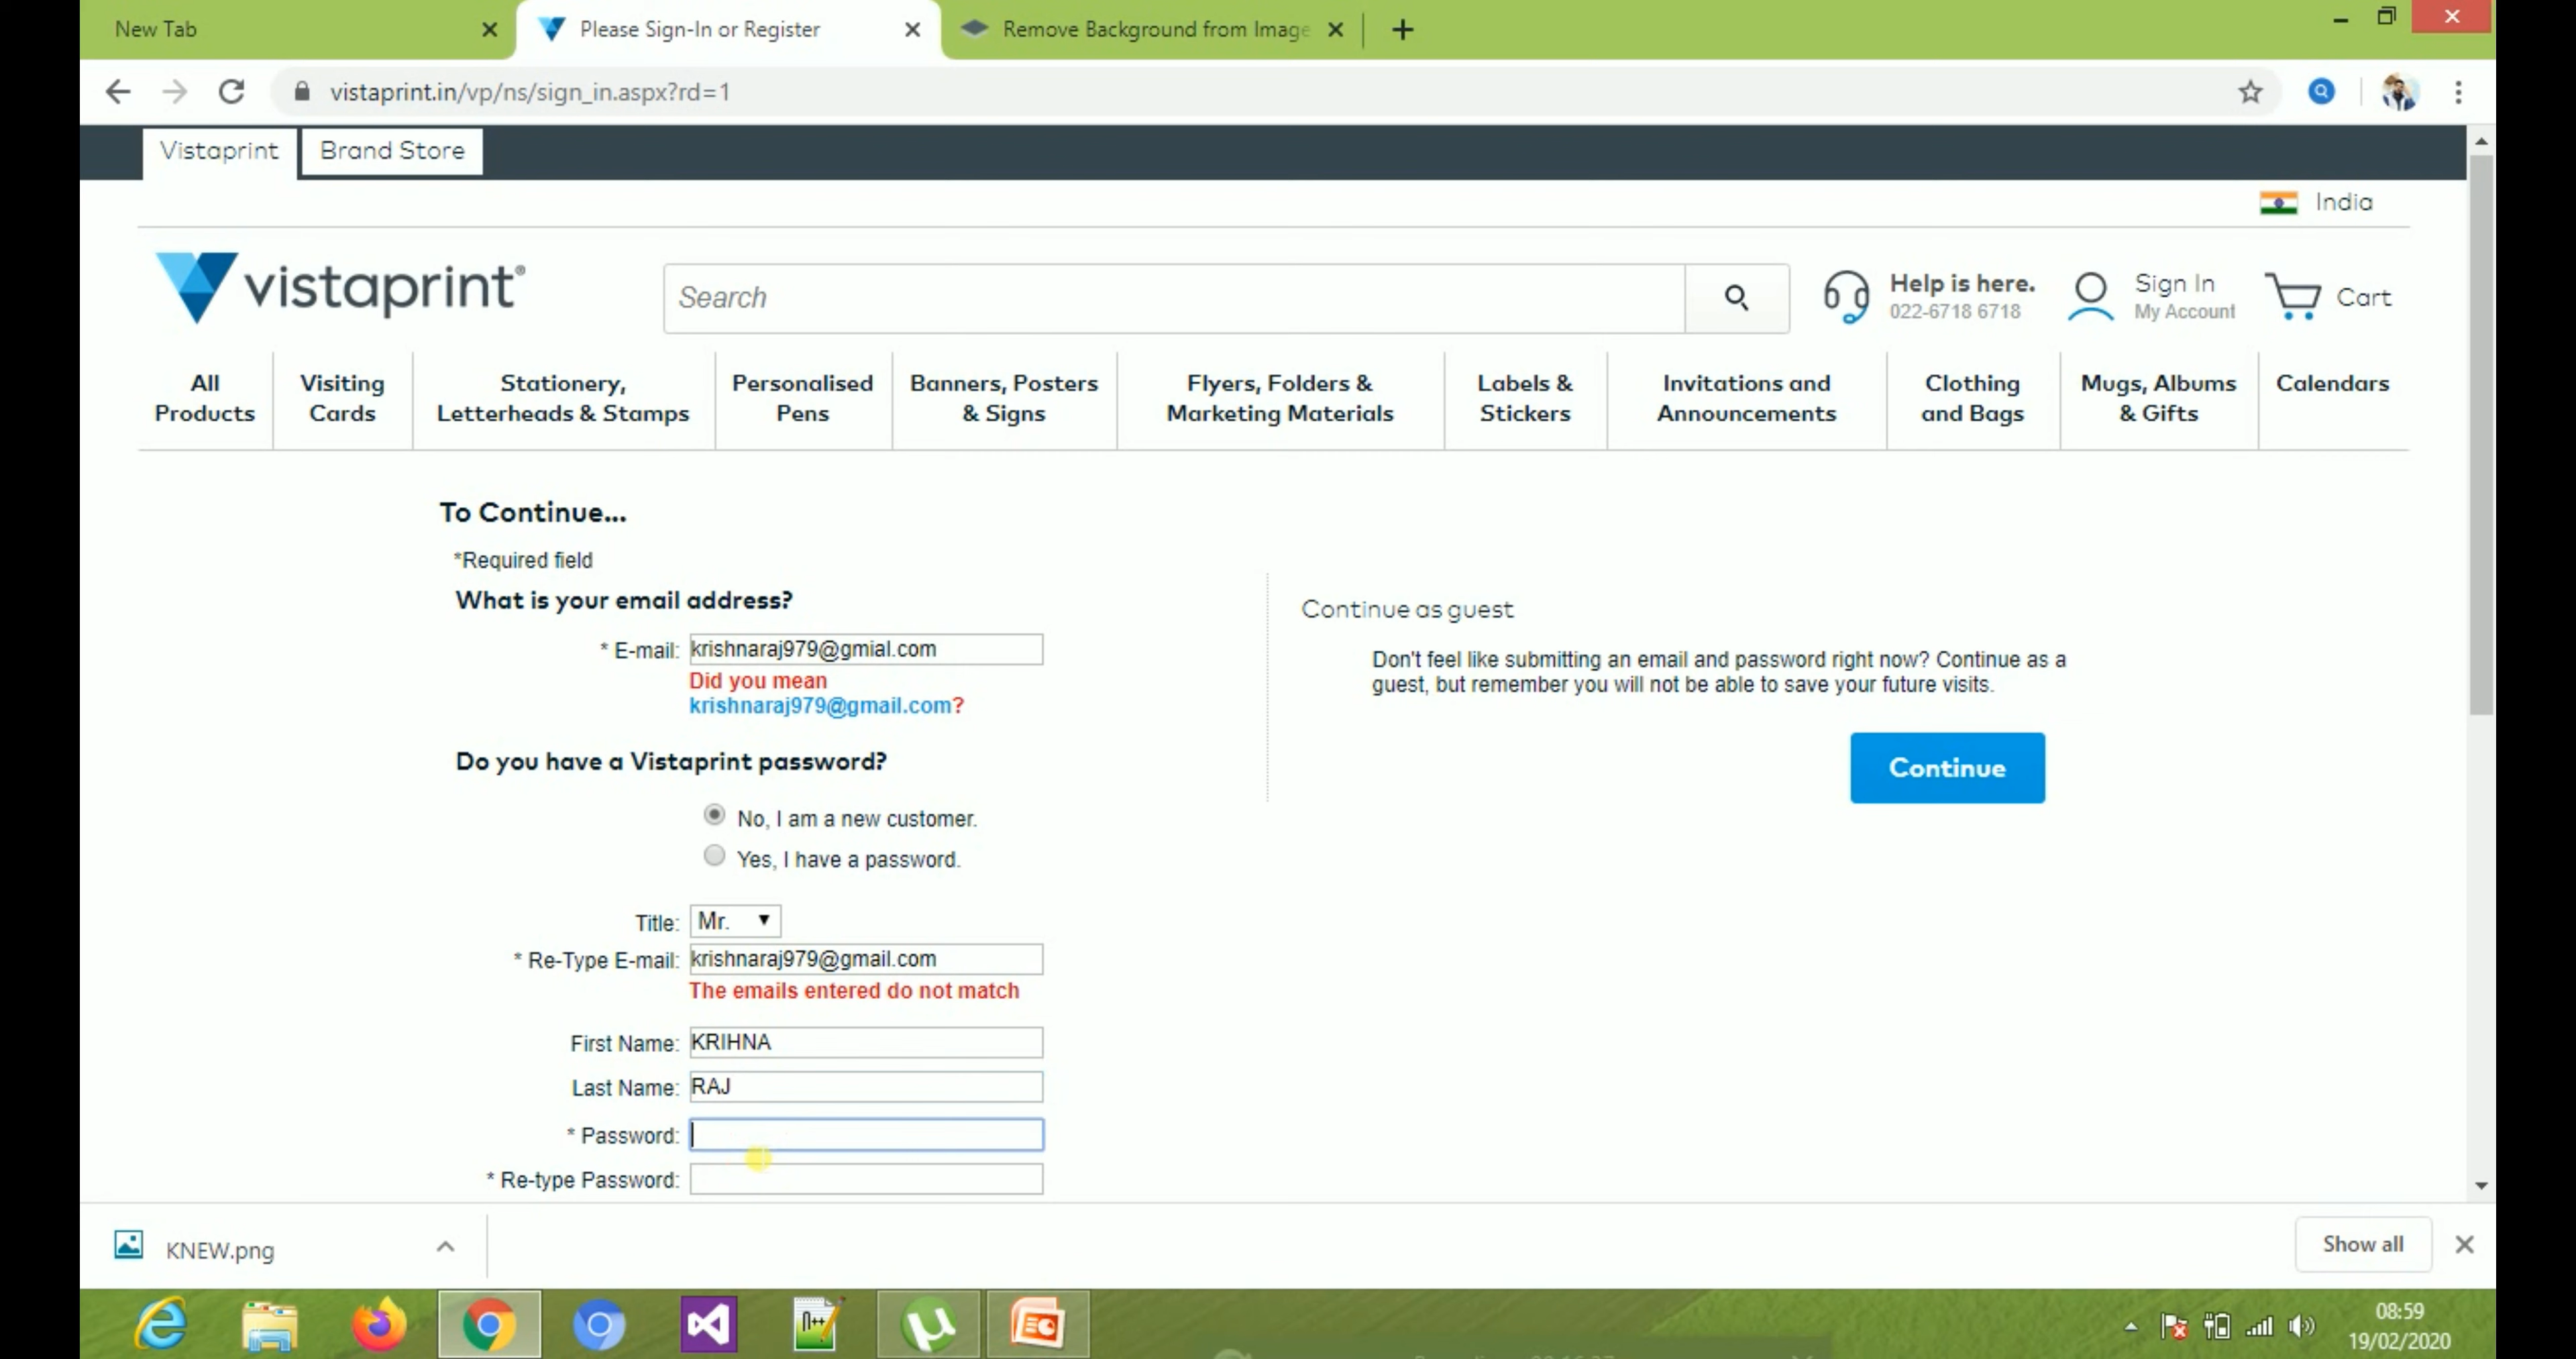 New Tab
Please Sign-In or Register
Remove Background from Image
vistaprint.in/vp/ns/sign_in.aspx?rd=1
Vistaprint
Brand Store
India
vistaprint®
Search
Help is here.
022-6718 6718
Sign In
My Account
Cart
All
Products
Visiting
Cards
Stationery,
Letterheads & Stamps
Personalised
Pens
Banners, Posters
& Signs
Flyers, Folders &
Marketing Materials
Labels &
Stickers
Invitations and
Announcements
Clothing
and Bags
Mugs, Albums
& Gifts
Calendars
To Continue...
*Required field
What is your email address?
* E-mail: krishnaraj979@gmial.com
Did you mean
krishnaraj979@gmail.com?
Do you have a Vistaprint password?
No, I am a new customer.
Yes, I have a password.
Title: Mr.
* Re-Type E-mail: krishnaraj979@gmail.com
The emails entered do not match
First Name: KRIHNA
Last Name: RAJ
* Password:
* Re-type Password:
Continue as guest
Don't feel like submitting an email and password right now? Continue as a
guest, but remember you will not be able to save your future visits.
Continue
KNEW.png
Show all
08:59
19/02/2020